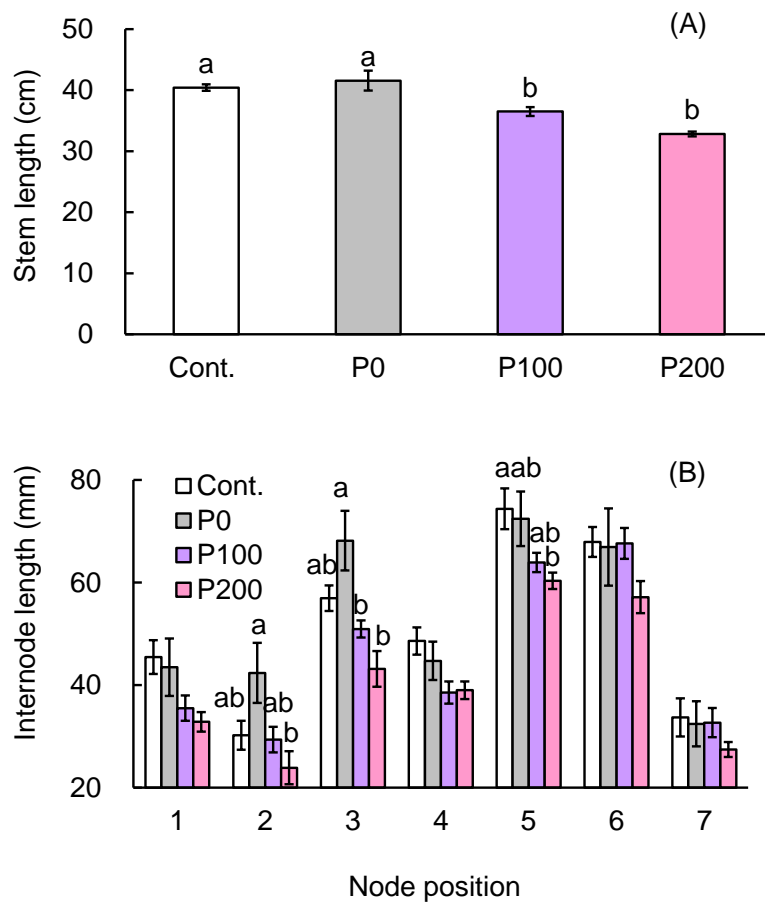 (A)
Stem length (cm)
50
40
30
20
10
0
a
a
b
b
Cont.
P0
P100
P200
(B)
Internode length (mm)
80
60
40
20
Cont.
P0
P100
P200
ab
a
ab
b
ab
a
b
b
aab
ab
b
1 2 3 4 5 6 7
Node position